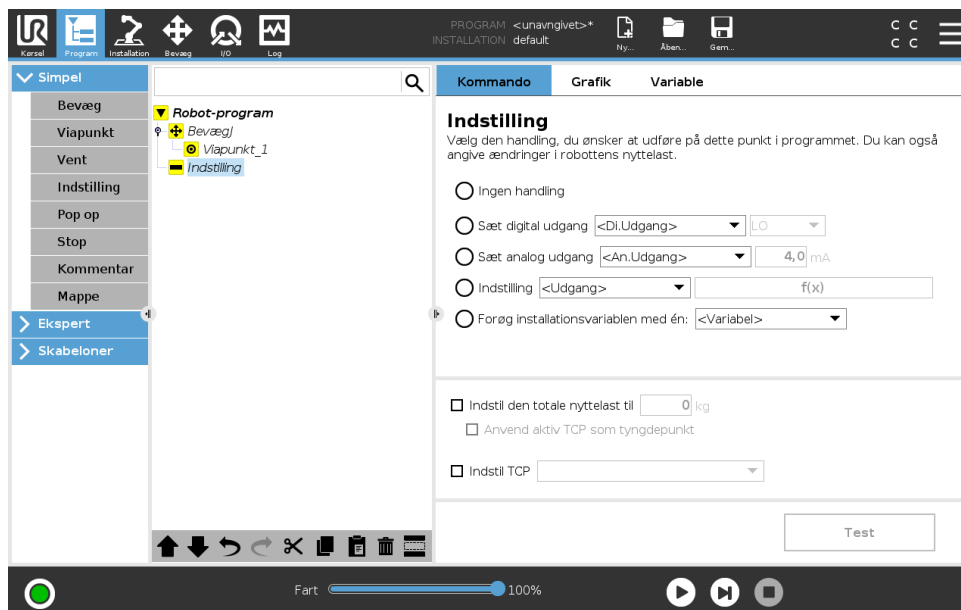 PROGRAM <unavngivet>*
INSTALLATION default
C C
C C
Kørsel Program Installation Bevæg I/O Log Ny... Åben... Gem...
Simpel
Bevæg
Viapunkt
Vent
Indstilling
Pop op
Stop
Kommentar
Mappe
Ekspert
Skabeloner
Robot-program
BevægJ
Viapunkt_1
Indstilling
Kommando Grafik Variable
Indstilling
Vælg den handling, du ønsker at udføre på dette punkt i programmet. Du kan også
angive ændringer i robottens nyttelast.
Ingen handling
Sæt digital udgang <Di.Udgang> LO
Sæt analog udgang <An.Udgang> 4,0 mA
Indstilling <Udgang> f(x)
Forøg installationsvariablen med én: <Variabel>
Indstil den totale nyttelast til 0 kg
Anvend aktiv TCP som tyngdepunkt
Indstil TCP
Test
Fart 100%